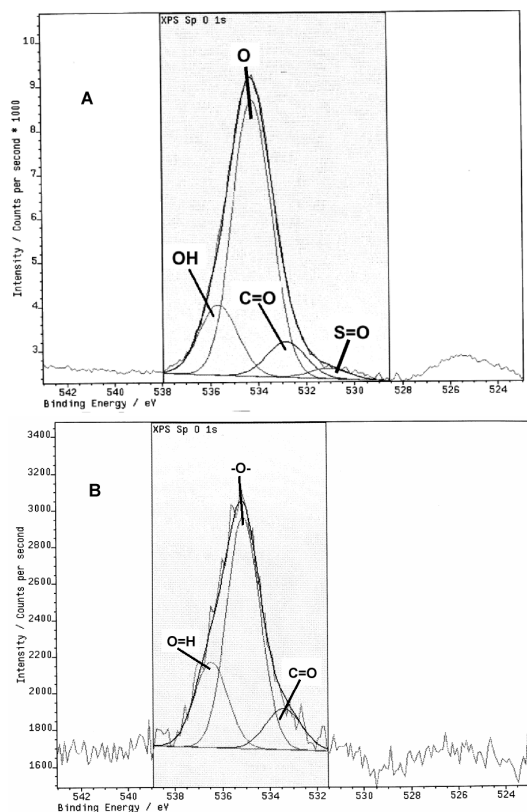 XPS Sp O 1s
A
O
OH
C=O
S=O
Intensity / Counts per second * 1000
10
9
8
7
6
5
4
3
542 540 538 536 534 532 530 528 526 524
Binding Energy / eV
XPS Sp O 1s
B
-O-
O=H
C=O
Intensity / Counts per second
3400
3200
3000
2800
2600
2400
2200
2000
1800
1600
542 540 538 536 534 532 530 528 526 524
Binding Energy / eV